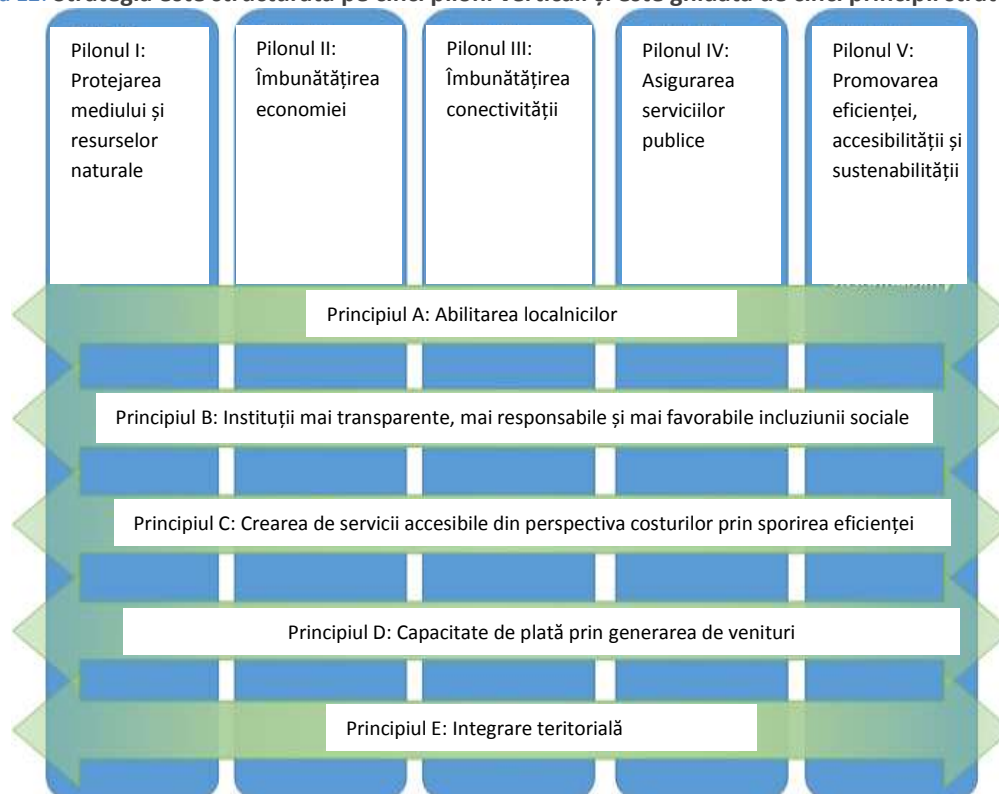 Strategia este structurată pe cinci piloni verticali și este ghidată de cinci principii
Pilonul I:
Protejarea
mediului și
resurselor
naturale
Pilonul II:
Îmbunătățirea
economiei
Pilonul III:
Îmbunătățirea
conectivității
Pilonul IV:
Asigurarea
serviciilor
publice
Pilonul V:
Promovarea
eficienței,
accesibilității și
sustenabilității
Principiul A: Abilitarea localnicilor
Principiul B: Instituții mai transparente, mai responsabile și mai favorabile incluziunii sociale
Principiul C: Crearea de servicii accesibile din perspectiva costurilor prin sporirea eficienței
Principiul D: Capacitate de plată prin generarea de venituri
Principiul E: Integrare teritorială